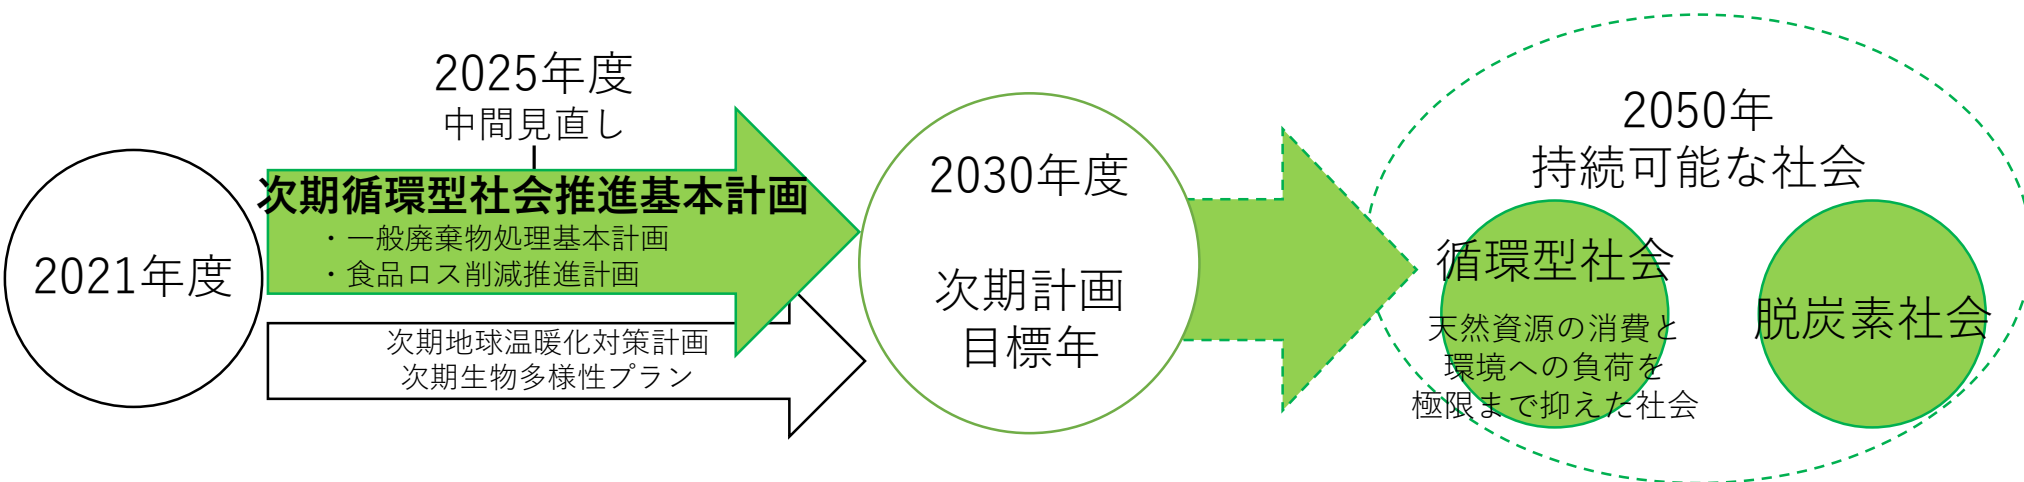 2021年度
2025年度
中間見直し
次期循環型社会推進基本計画
・一般廃棄物処理基本計画
・食品ロス削減推進計画
次期地球温暖化対策計画
次期生物多様性プラン
2030年度
次期計画
目標年
2050年
持続可能な社会
循環型社会
天然資源の消費と
環境への負荷を
極限まで抑えた社会
脱炭素社会